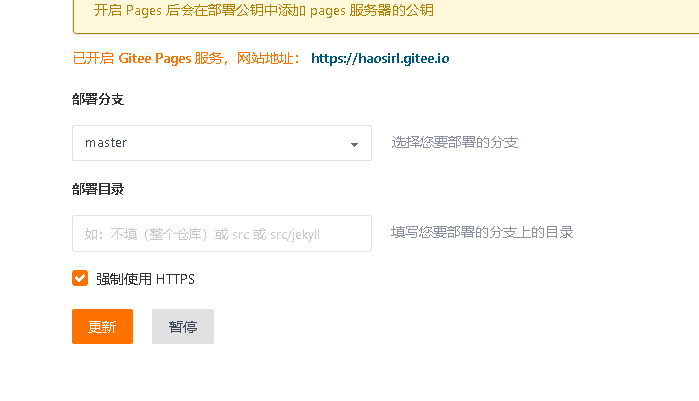 开启 Pages 后会在部署公钥中添加 pages 服务器的公钥
已开启 Gitee Pages 服务，网站地址： https://haosirl.gitee.io
部署分支
master 选择您要部署的分支
部署目录
如：不填（整个仓库）或 src 或 src/jekyll 填写您要部署的分支上的目录
强制使用 HTTPS
更新 暂停